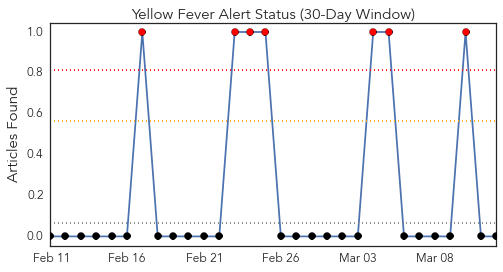 Yellow Fever Alert Status (30-Day Window)
Articles Found
1.0
0.8
0.6
0.4
0.2
0.0
Feb 11 Feb 16 Feb 21 Feb 26 Mar 03 Mar 08